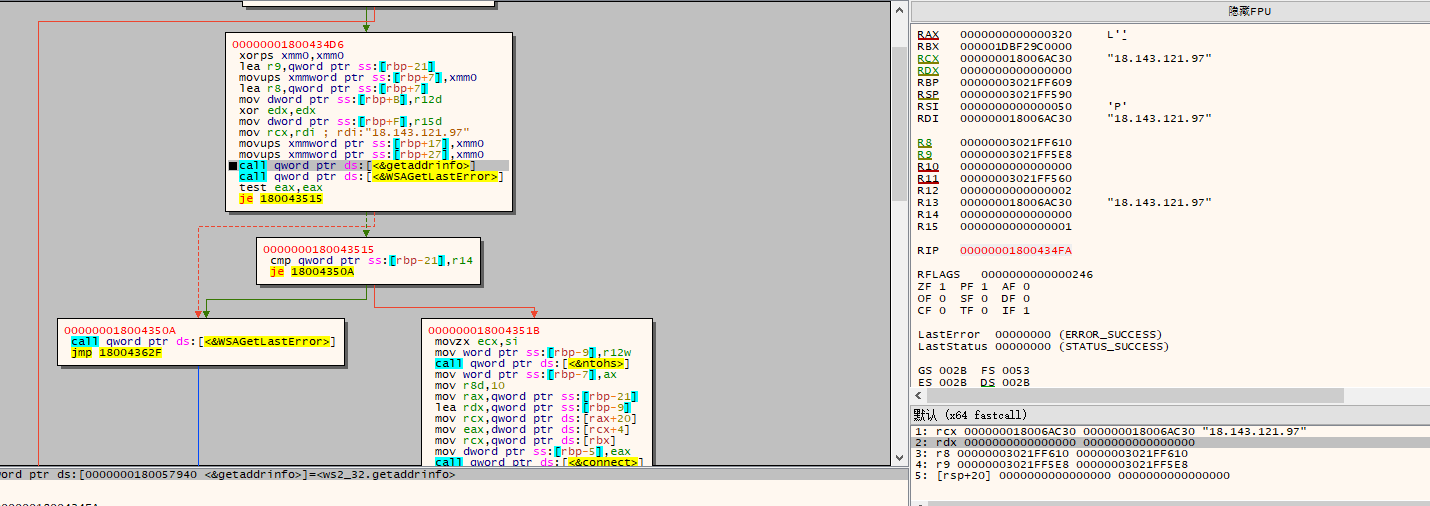 00000001800434D6
xorps xmm0,xmm0
lea r9,qword ptr ss:[rbp-21]
movups xmmword ptr ss:[rbp+7],xmm0
lea r8,qword ptr ss:[rbp+7]
mov dword ptr ss:[rbp+B],r12d
xor edx,edx
mov dword ptr ss:[rbp+F],r15d
mov rcx,rdi ; rdi:"18.143.121.97"
movups xmmword ptr ss:[rbp+17],xmm0
movups xmmword ptr ss:[rbp+27],xmm0
call qword ptr ds:[<&getaddrinfo>]
call qword ptr ds:[<&WSAGetLastError>]
test eax,eax
je 180043515
0000000180043515
cmp qword ptr ss:[rbp-21],r14
je 18004350A
000000018004350A
call qword ptr ds:[<&WSAGetLastError>]
jmp 18004362F
000000018004351B
movzx ecx,si
mov word ptr ss:[rbp-9],r12w
call qword ptr ds:[<&ntohs>]
mov word ptr ss:[rbp-7],ax
mov r8d,10
mov rax,qword ptr ss:[rbp-21]
lea rdx,qword ptr ss:[rbp-9]
mov rcx,qword ptr ds:[rax+20]
mov eax,dword ptr ds:[rcx+4]
mov rcx,qword ptr ds:[rbx]
mov dword ptr ss:[rbp-5],eax
call qword ptr ds:[<&connect>]
word ptr ds:[0000000180057940 <&getaddrinfo>]=<ws2_32.getaddrinfo>
隐藏FPU
RAX 0000000000000320 L'̠'
RBX 000001DBF29C0000
RCX 000000018006AC30 "18.143.121.97"
RDX 0000000000000000
RBP 00000003021FF609
RSP 00000003021FF590
RSI 0000000000000050 'P'
RDI 000000018006AC30 "18.143.121.97"
R8 00000003021FF610
R9 00000003021FF5E8
R10 0000000000000000
R11 00000003021FF560
R12 0000000000000002
R13 000000018006AC30 "18.143.121.97"
R14 0000000000000000
R15 0000000000000001
RIP 00000001800434FA
RFLAGS 0000000000000246
ZF 1 PF 1 AF 0
OF 0 SF 0 DF 0
CF 0 TF 0 IF 1
LastError 00000000 (ERROR_SUCCESS)
LastStatus 00000000 (STATUS_SUCCESS)
GS 002B FS 0053
ES 002B DS 002B
默认 (x64 fastcall)
1: rcx 000000018006AC30 000000018006AC30 "18.143.121.97"
2: rdx 0000000000000000 0000000000000000
3: r8 00000003021FF610 00000003021FF610
4: r9 00000003021FF5E8 00000003021FF5E8
5: [rsp+20] 0000000000000000 0000000000000000